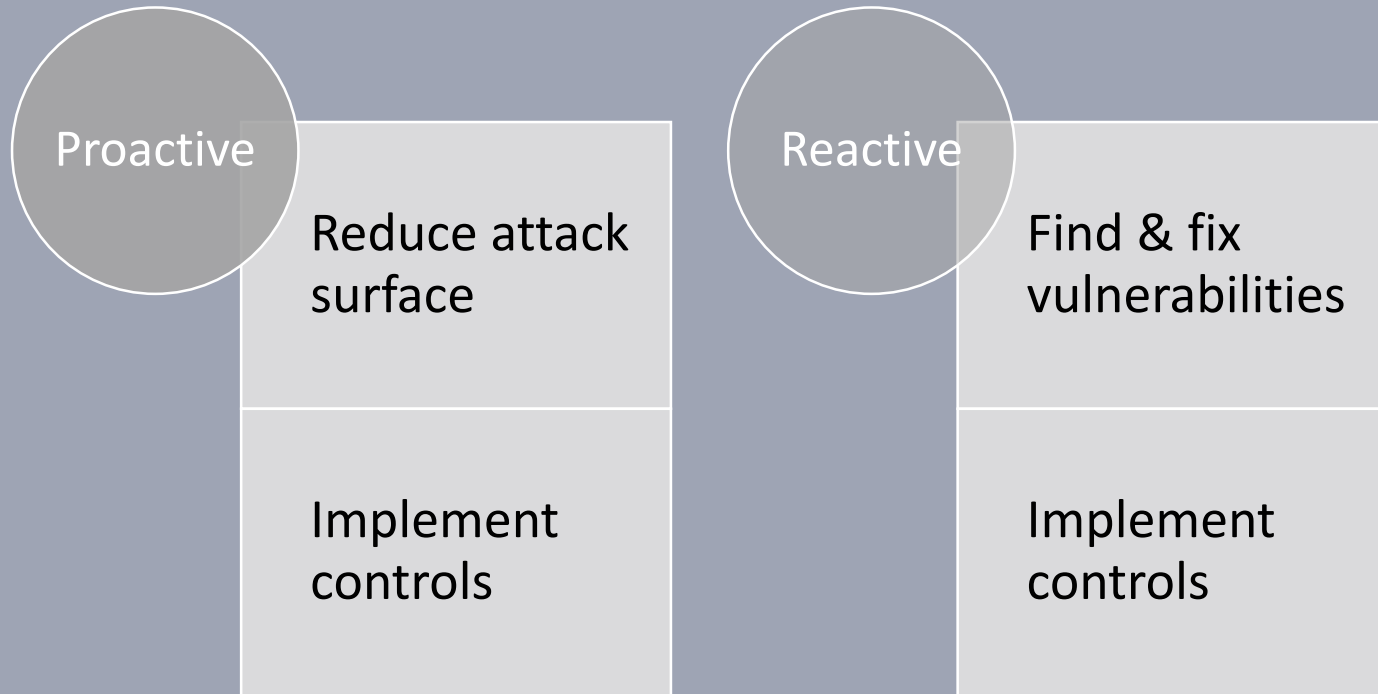 Proactive
Reduce attack
surface
Implement
controls
Reactive
Find & fix
vulnerabilities
Implement
controls